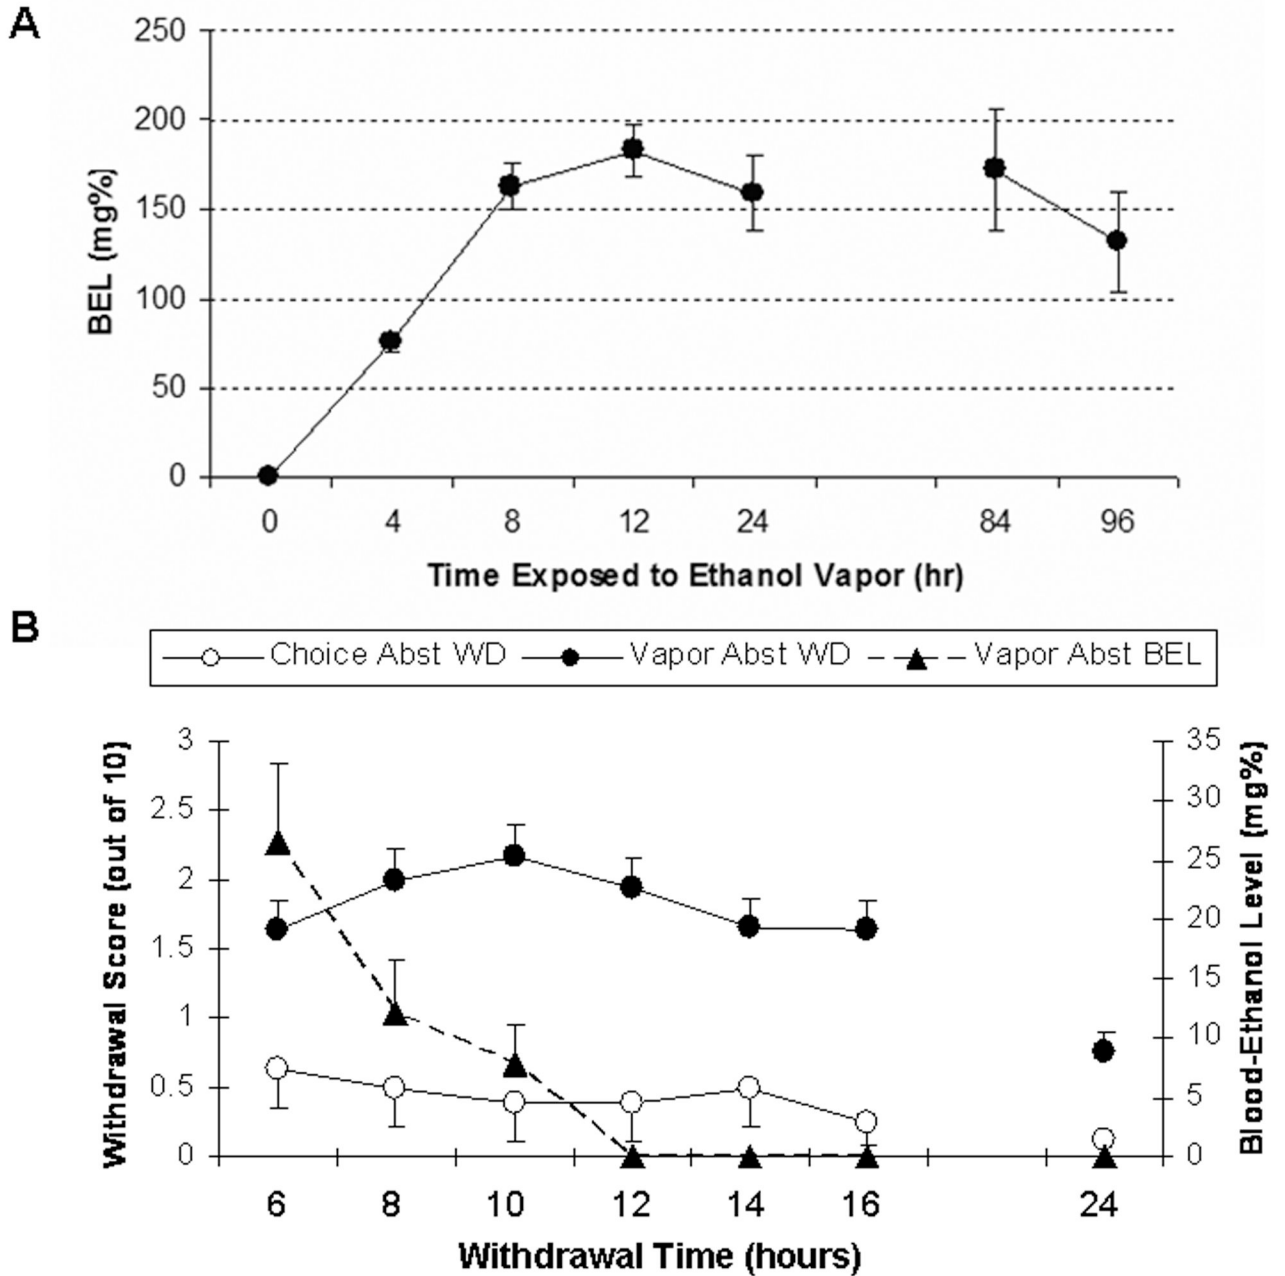 A
250
200
150
100
50
0
BEL (mg%)
0 4 8 12 24 84 96
Time Exposed to Ethanol Vapor (hr)
B
Choice Abst WD Vapor Abst WD Vapor Abst BEL
Withdrawal Score (out of 10)
3
2.5
2
1.5
1
0.5
0
35
30
25
20
15
10
5
0
Blood-Ethanol Level (mg%)
6 8 10 12 14 16 24
Withdrawal Time (hours)